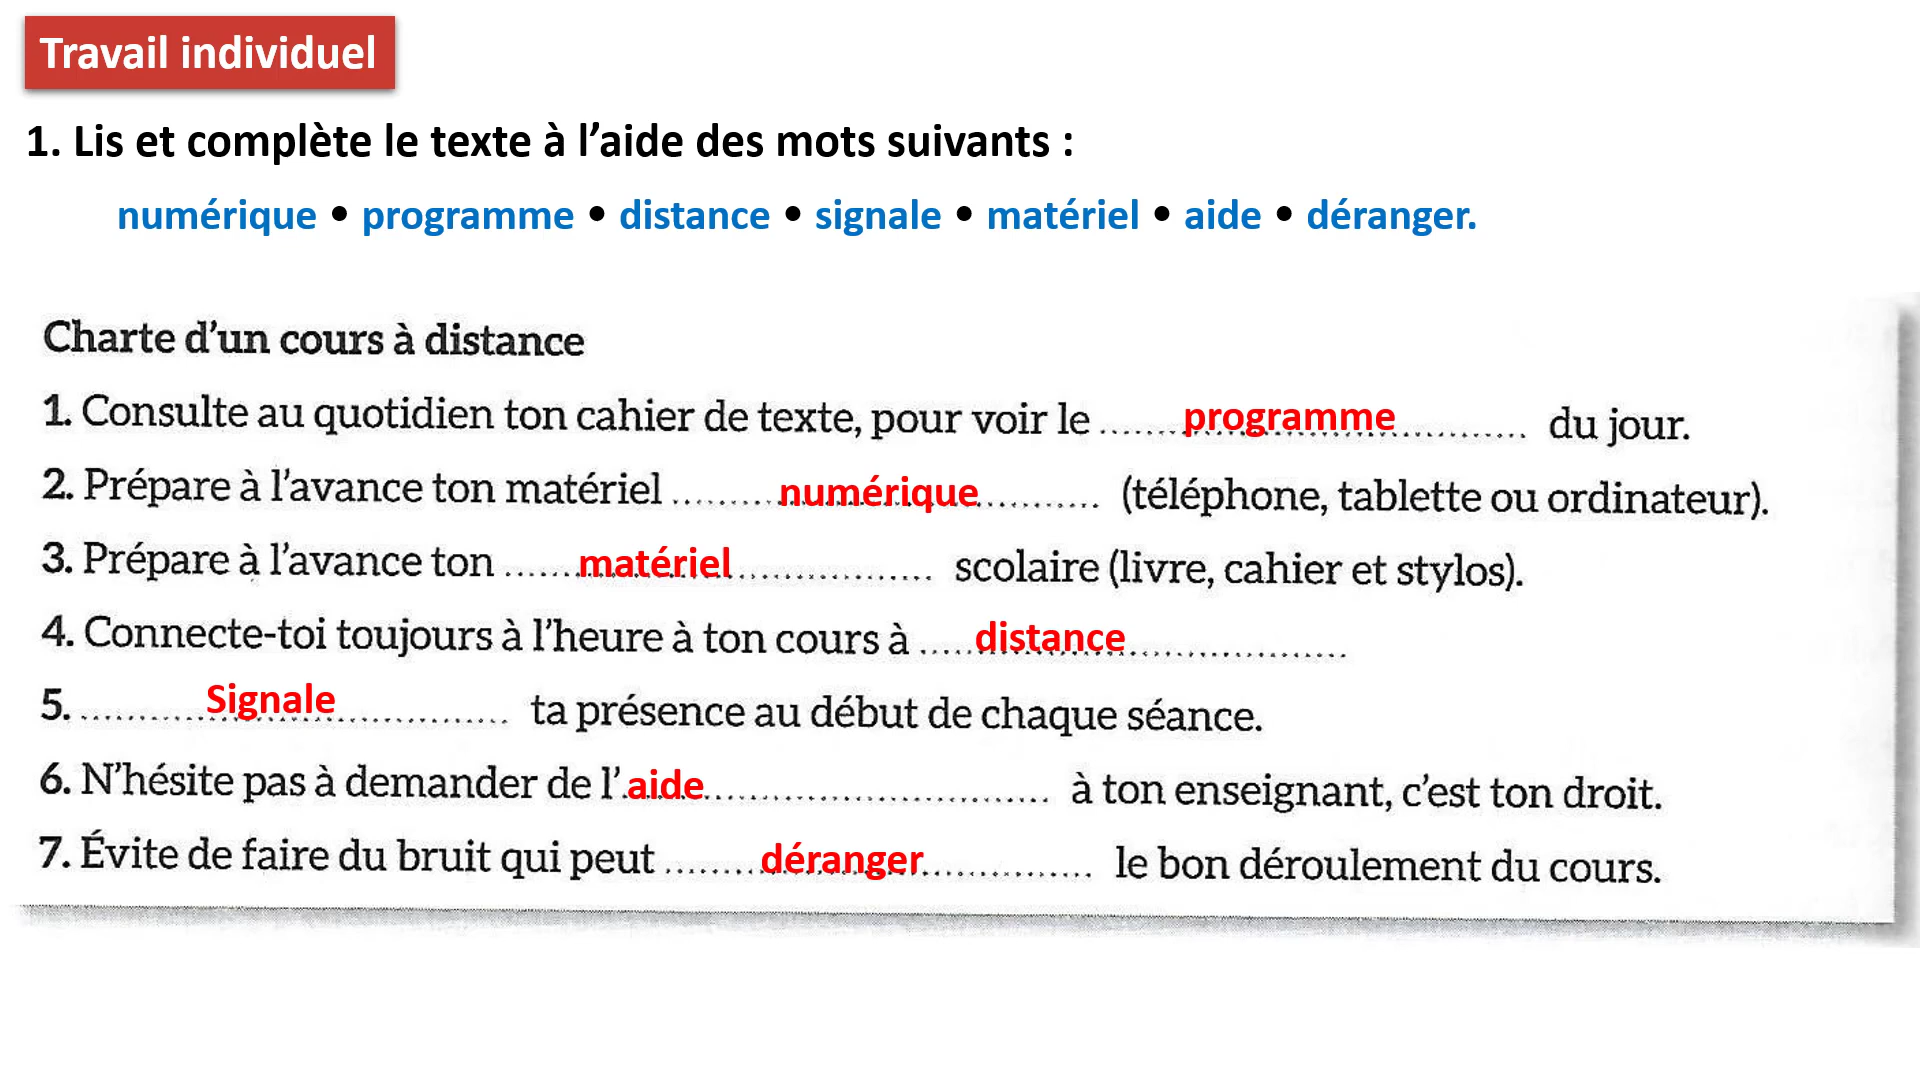 Travail individuel
1. Lis et complète le texte à l’aide des mots suivants :
numérique • programme • distance • signale • matériel • aide • déranger.
Charte d’un cours à distance
1. Consulte au quotidien ton cahier de texte, pour voir le ...... programme ...... du jour.
2. Prépare à l’avance ton matériel ...... numérique ...... (téléphone, tablette ou ordinateur).
3. Prépare à l’avance ton ...... matériel ...... scolaire (livre, cahier et stylos).
4. Connecte-toi toujours à l’heure à ton cours à ...... distance ......
5. ...... Signale ...... ta présence au début de chaque séance.
6. N’hésite pas à demander de l’ aide ...... à ton enseignant, c’est ton droit.
7. Évite de faire du bruit qui peut ...... déranger ...... le bon déroulement du cours.